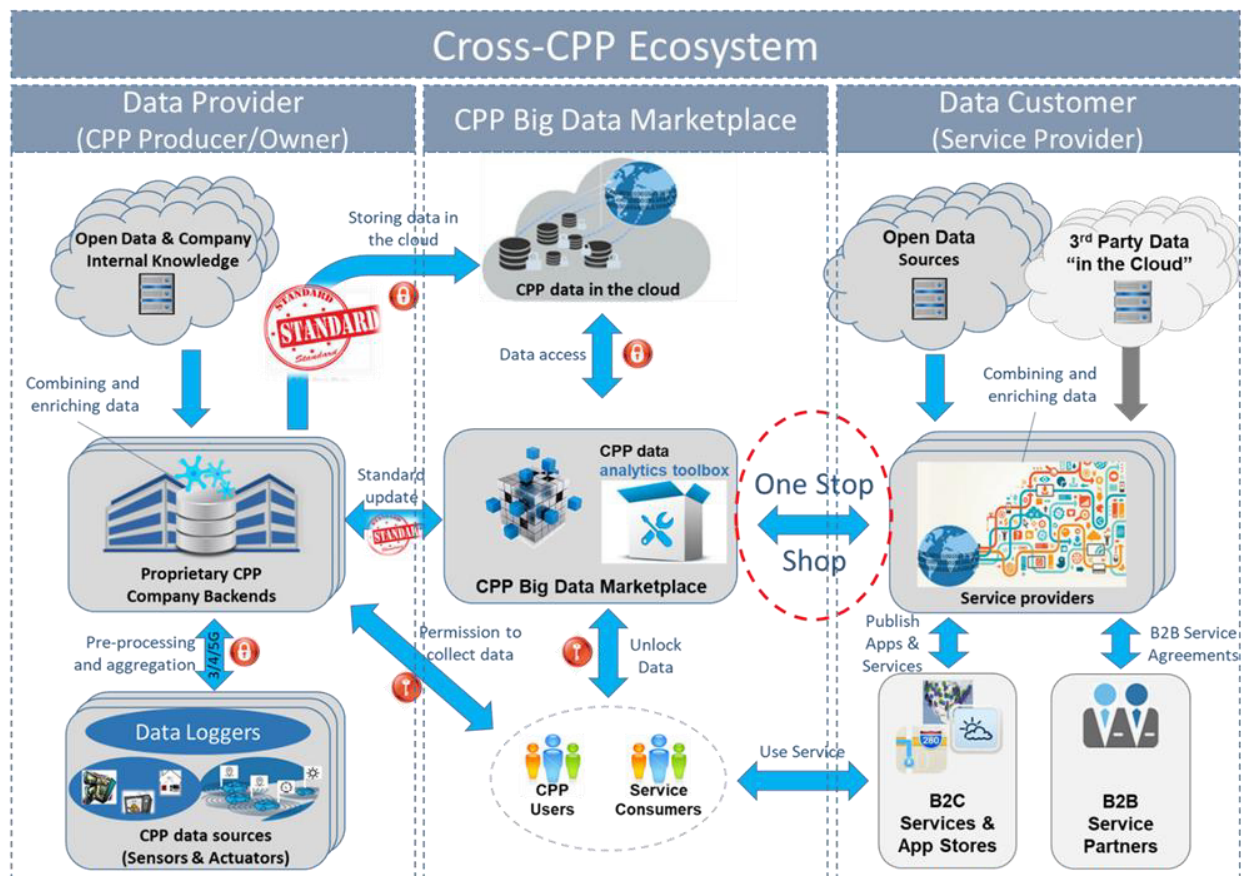 Cross-CPP Ecosystem
Data Provider
(CPP Producer/Owner)
CPP Big Data Marketplace
Data Customer
(Service Provider)
Open Data & Company
Internal Knowledge
Storing data in
the cloud
STANDARD
STANDARD
Standard
CPP data in the cloud
Open Data
Sources
3rd Party Data
“in the Cloud”
Data access
Combining and
enriching data
Combining and
enriching data
Proprietary CPP
Company Backends
Standard
update
STANDARD
CPP data
analytics toolbox
CPP Big Data Marketplace
One Stop
Shop
Service providers
Pre-processing
and aggregation
3/4/5G
Permission to
collect data
Unlock
Data
Publish
Apps &
Services
B2B Service
Agreements
Data Loggers
CPP data sources
(Sensors & Actuators)
CPP
Users
Service
Consumers
Use Service
280
B2C
Services &
App Stores
B2B
Service
Partners